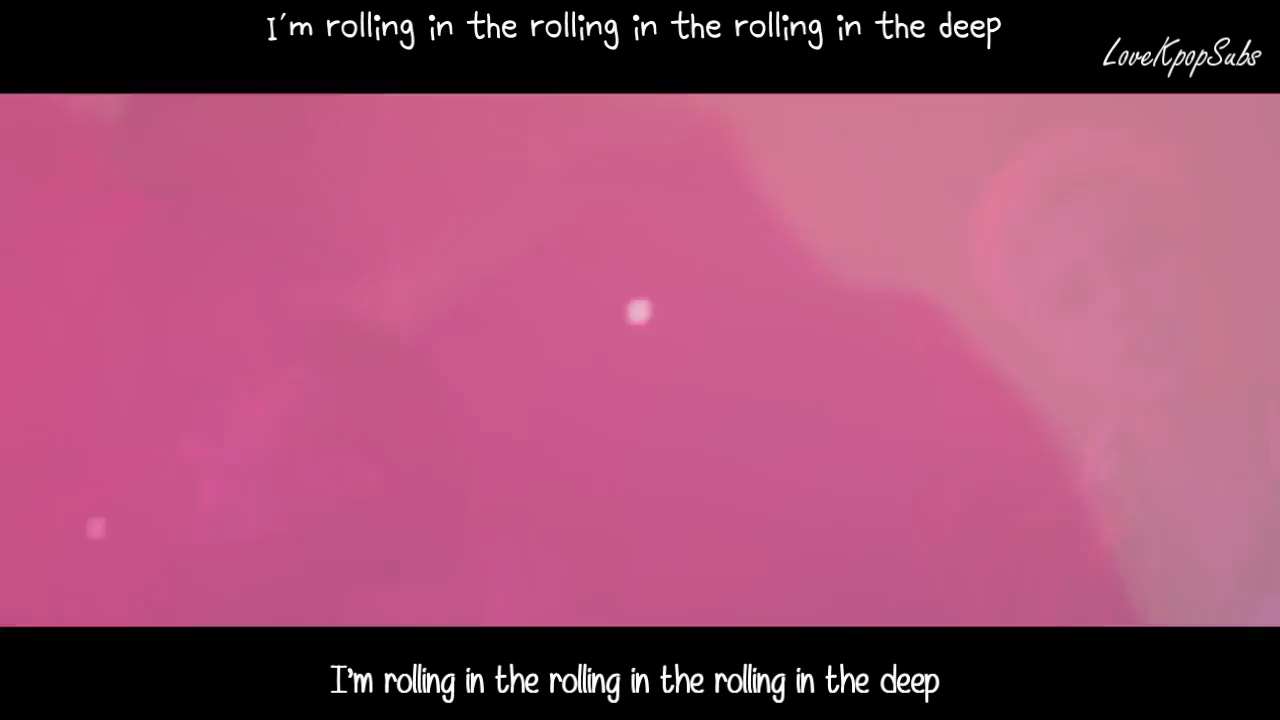 I´m rolling in the rolling in the rolling in the deep
LoveKpopSubs
I'm rolling in the rolling in the rolling in the deep